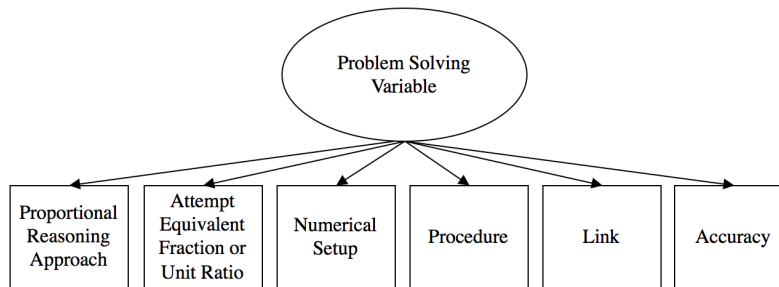 Problem Solving
Variable
Proportional
Reasoning
Approach
Attempt
Equivalent
Fraction or
Unit Ratio
Numerical
Setup
Procedure
Link
Accuracy